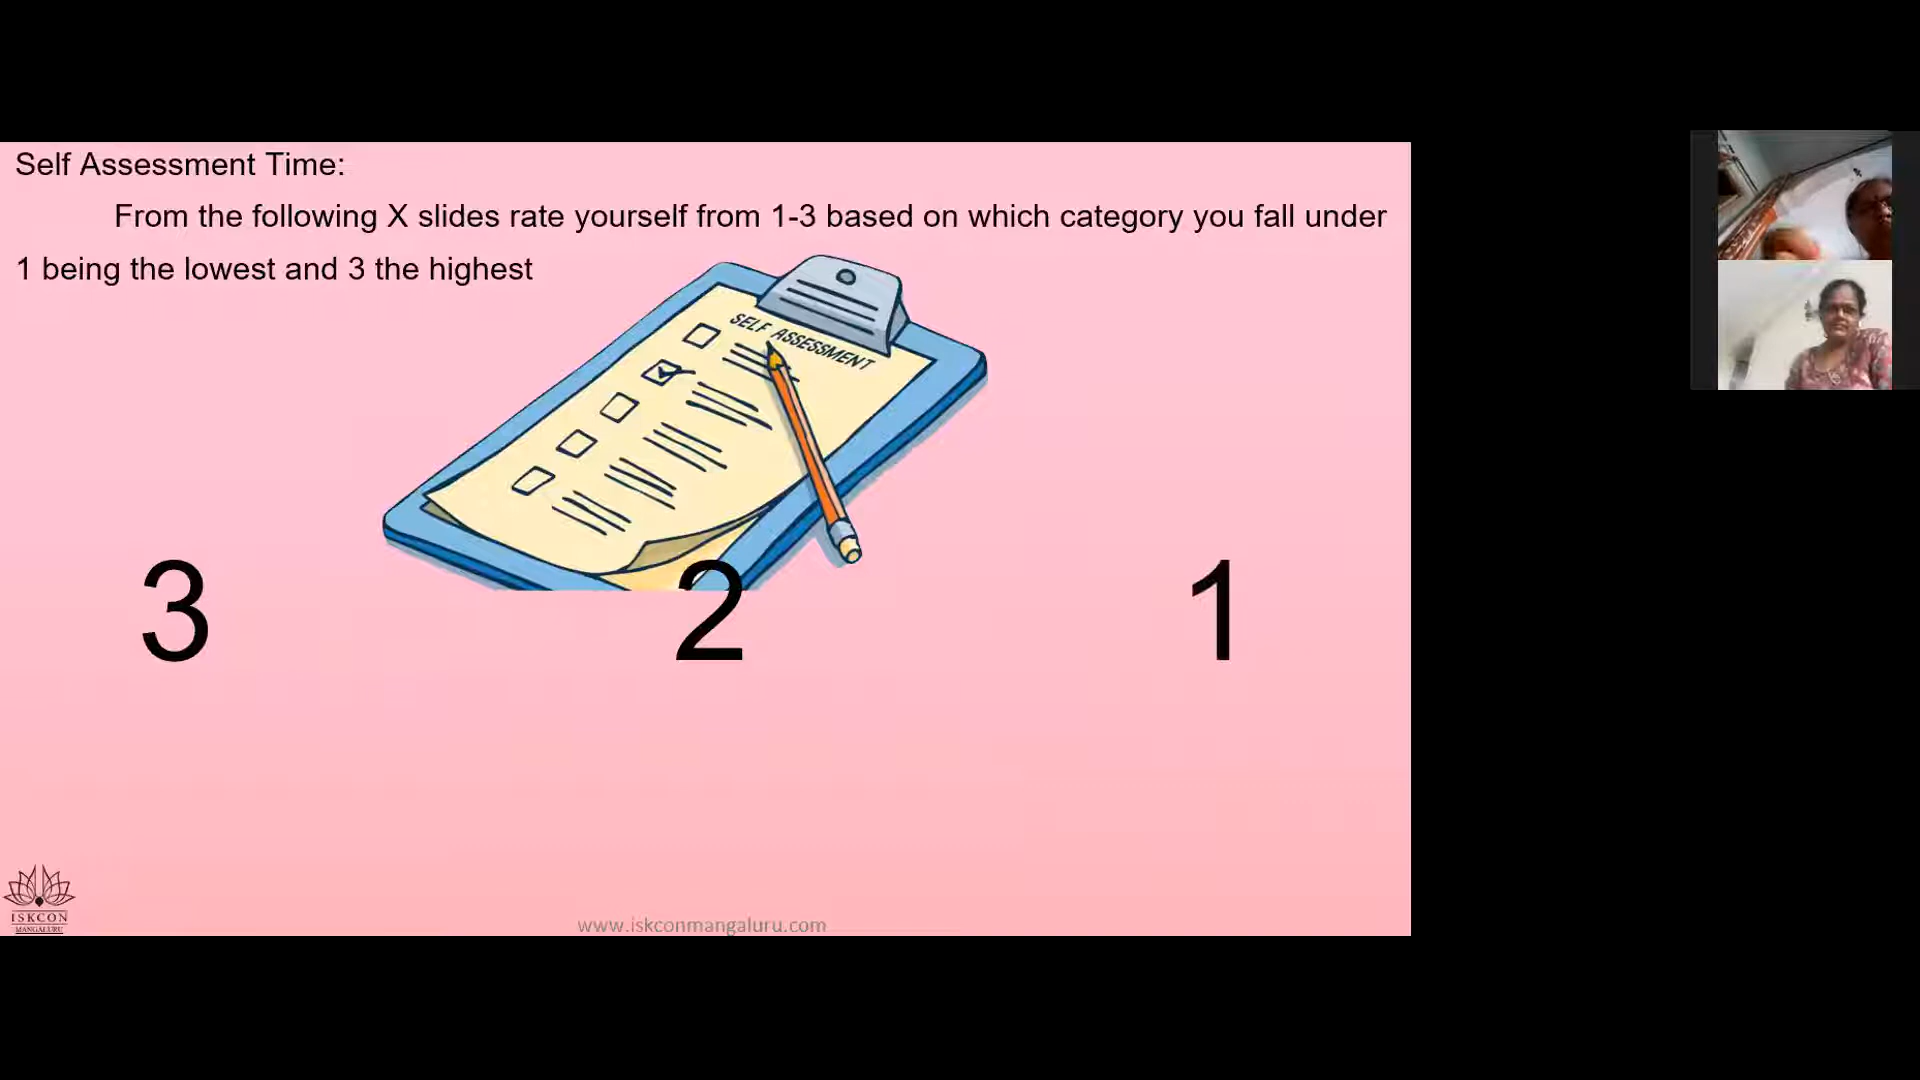 Self Assessment Time:
From the following X slides rate yourself from 1-3 based on which category you fall under
1 being the lowest and 3 the highest
SELF ASSESSMENT
3 2 1
ISKCON
MANGALURU
www.iskconmangaluru.com